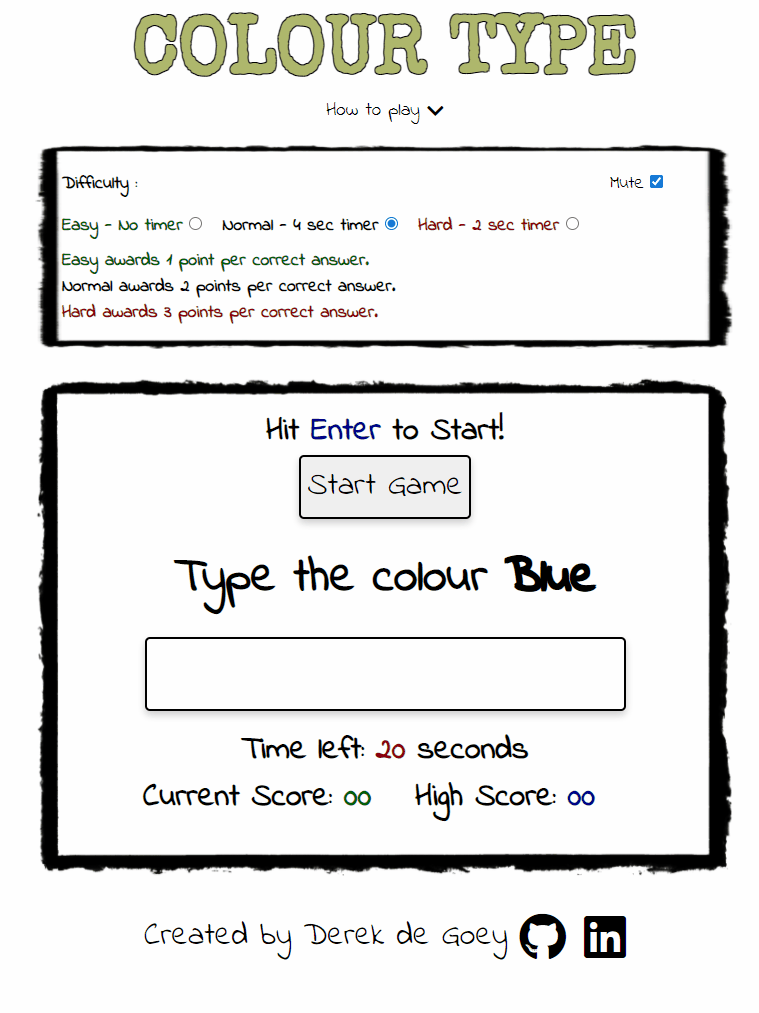 COLOUR TYPE
How to play
Difficulty : Mute
Easy - No timer Normal - 4 sec timer Hard - 2 sec timer
Easy awards 1 point per correct answer.
Normal awards 2 points per correct answer.
Hard awards 3 points per correct answer.
Hit Enter to Start!
Start Game
Type the colour Blue
Time left: 20 seconds
Current Score: 00 High Score: 00
Created by Derek de Goey in